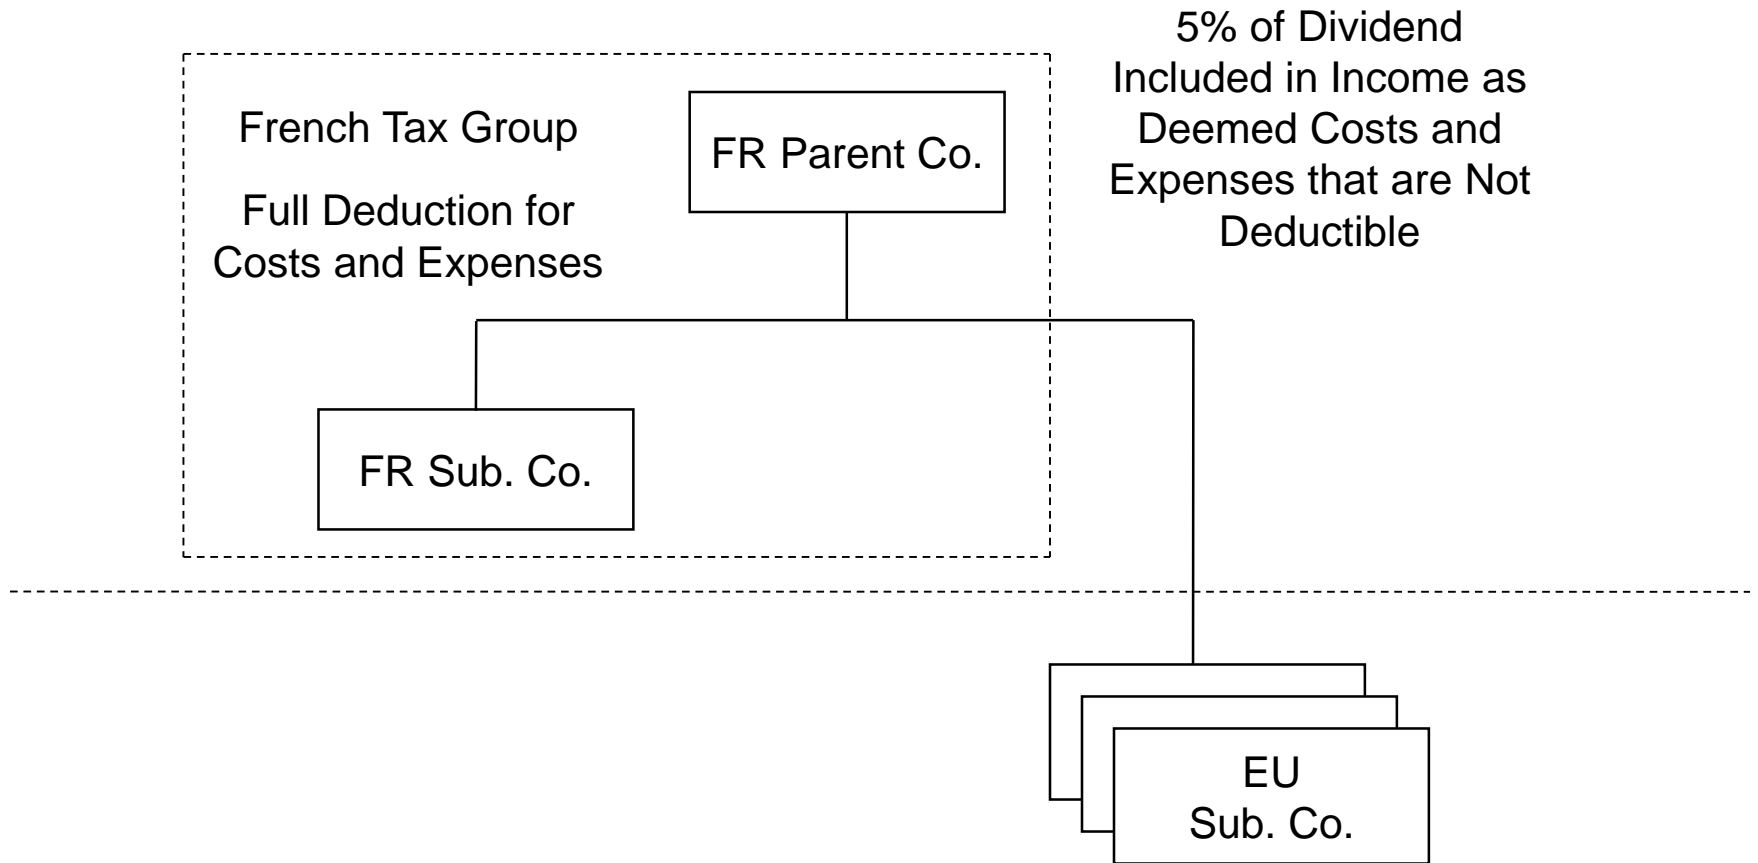 5% of Dividend
Included in Income as
Deemed Costs and
Expenses that are Not
Deductible
French Tax Group
Full Deduction for
Costs and Expenses
FR Parent Co.
FR Sub. Co.
EU
Sub. Co.